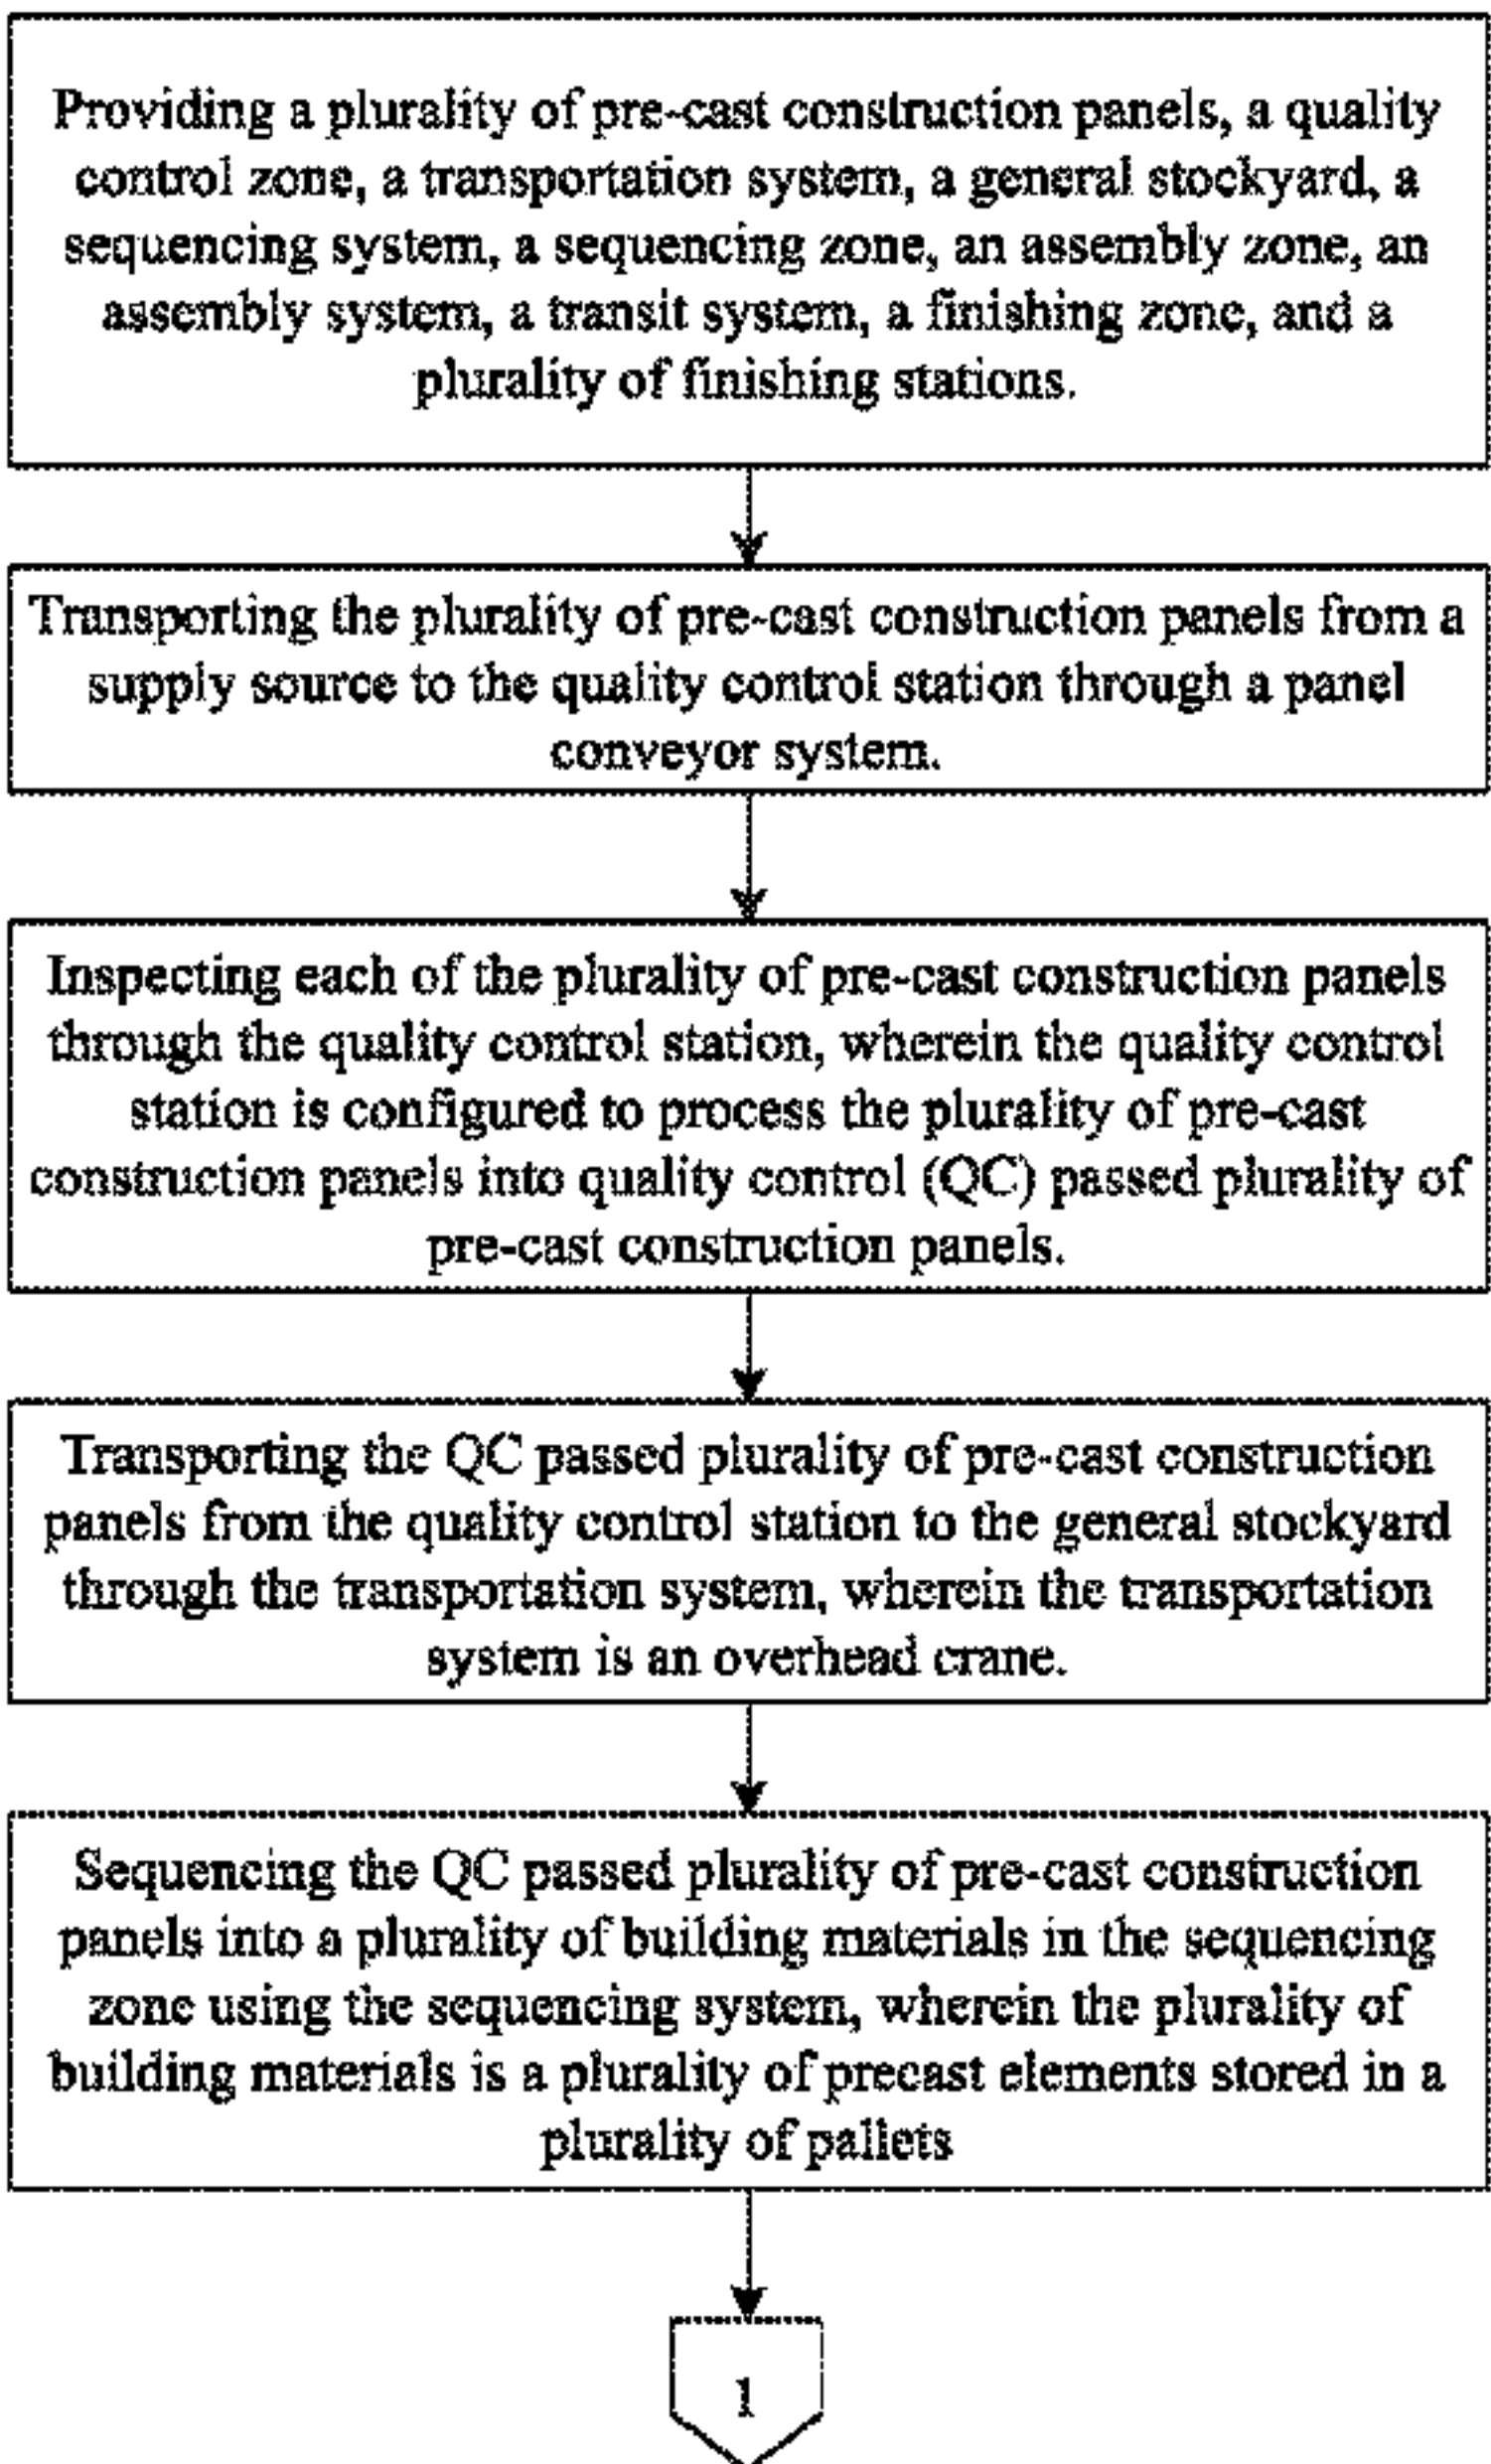 Providing a plurality of pre-cast construction panels, a quality
control zone, a transportation system, a general stockyard, a
sequencing system, a sequencing zone, an assembly zone, an
assembly system, a transit system, a finishing zone, and a
plurality of finishing stations.
Transporting the plurality of pre-cast construction panels from a
supply source to the quality control station through a panel
conveyor system.
Inspecting each of the plurality of pre-cast construction panels
through the quality control station, wherein the quality control
station is configured to process the plurality of pre-cast
construction panels into quality control (QC) passed plurality of
pre-cast construction panels.
Transporting the QC passed plurality of pre-cast construction
panels from the quality control station to the general stockyard
through the transportation system, wherein the transportation
system is an overhead crane.
Sequencing the QC passed plurality of pre-cast construction
panels into a plurality of building materials in the sequencing
zone using the sequencing system, wherein the plurality of
building materials is a plurality of precast elements stored in a
plurality of pallets
1